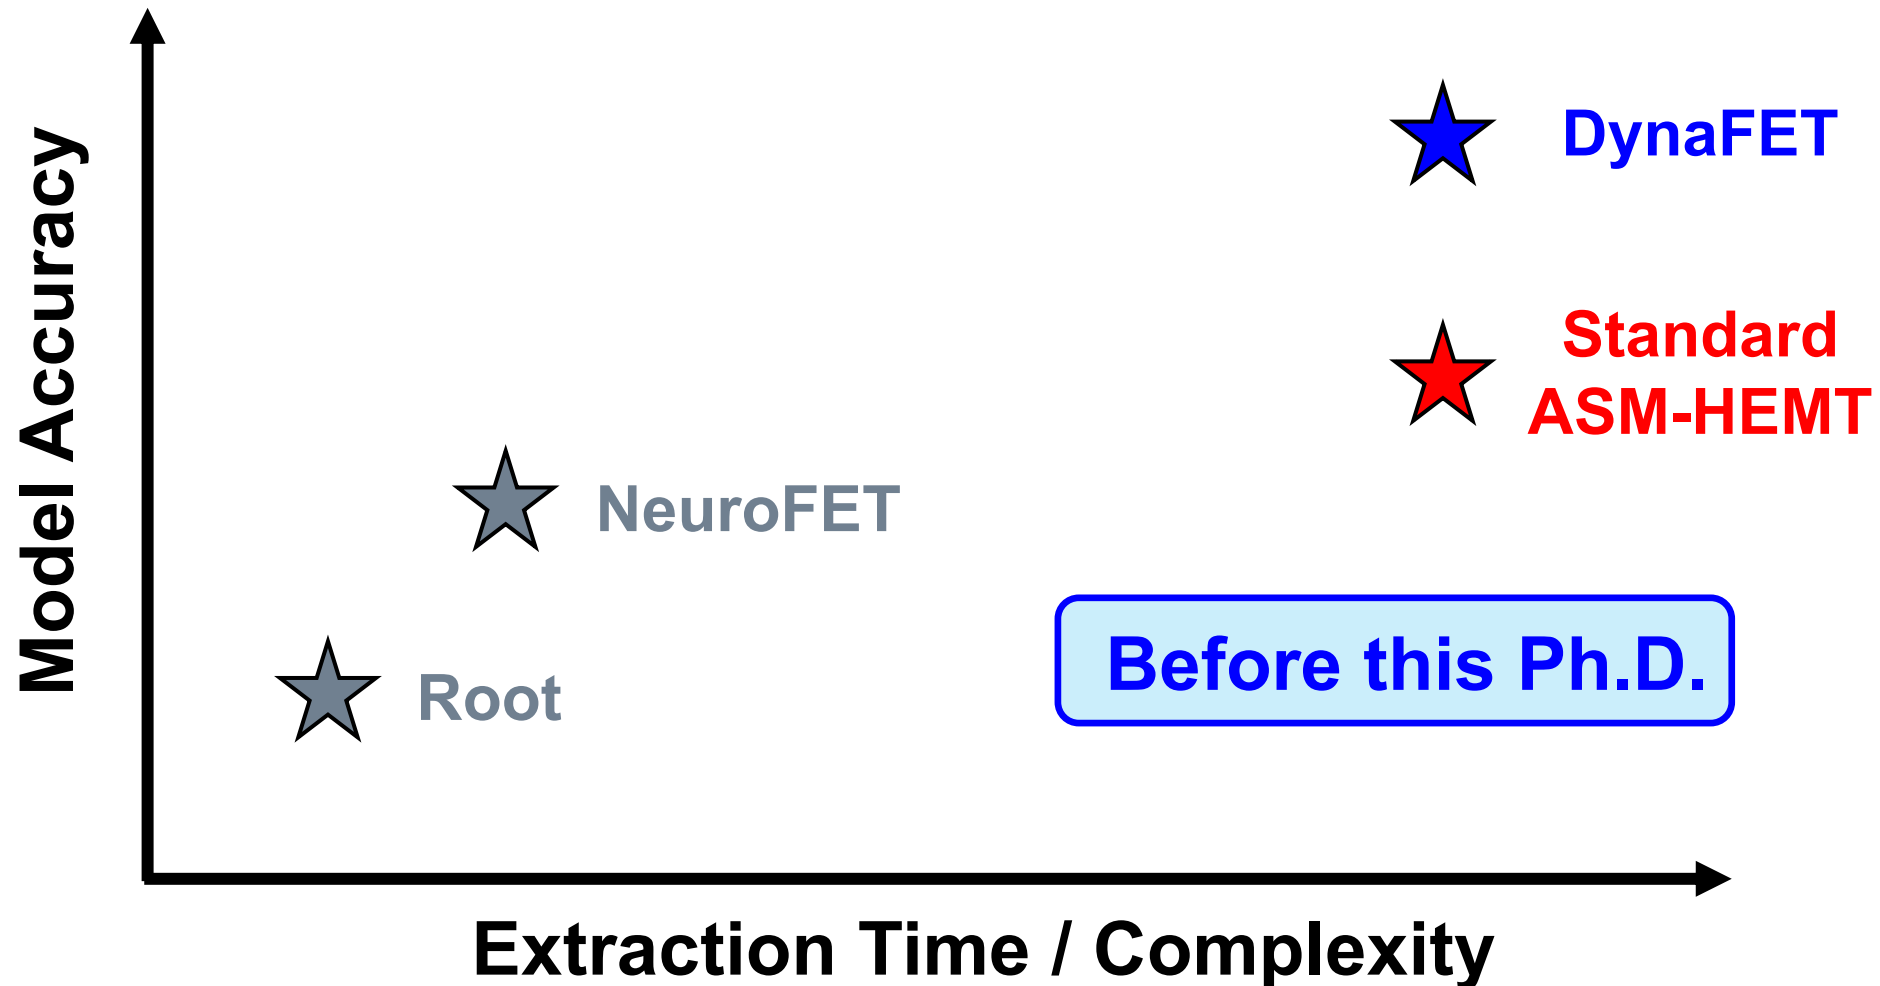 Model Accuracy
DynaFET
Standard
ASM-HEMT
NeuroFET
Root
Before this Ph.D.
Extraction Time / Complexity